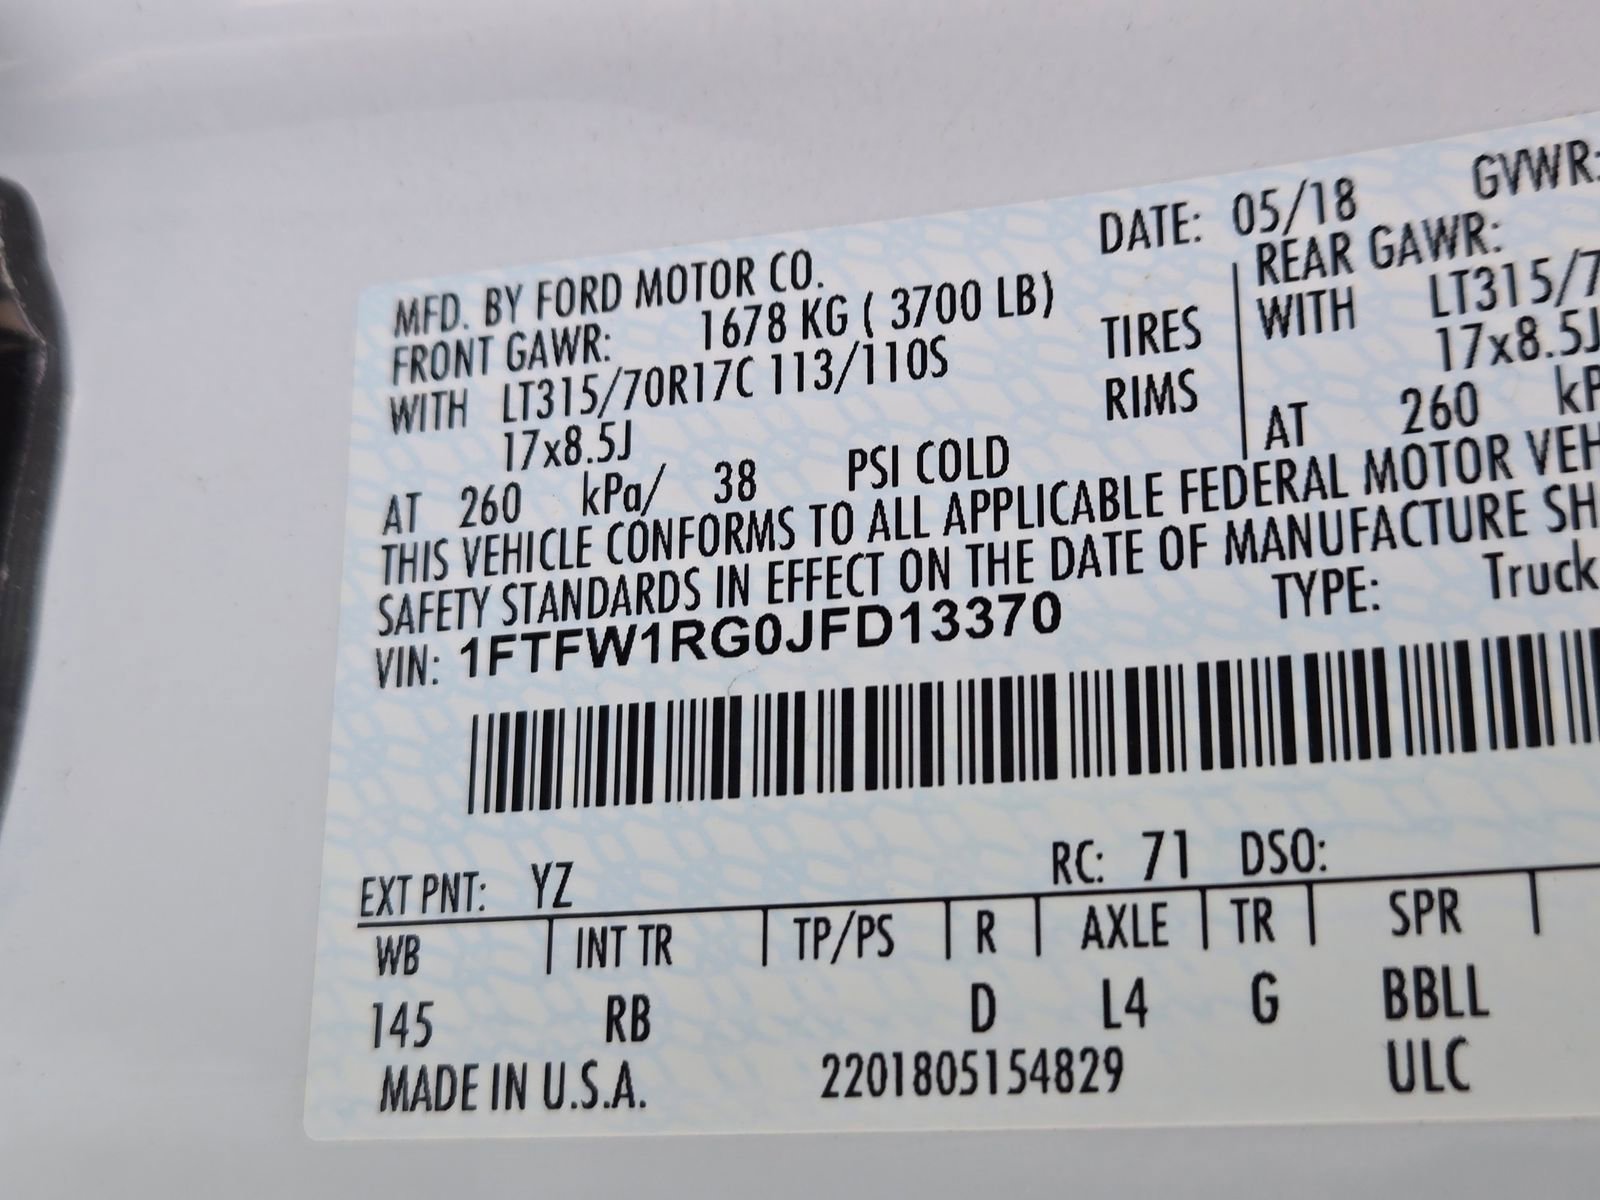 MFD. BY FORD MOTOR CO. DATE: 05/18 GVWR:
FRONT GAWR: 1678 KG ( 3700 LB) REAR GAWR:
WITH LT315/70R17C 113/110S TIRES WITH LT315/7
17x8.5J RIMS 17x8.5J
AT 260 kPa/ 38 PSI COLD AT 260 kP
THIS VEHICLE CONFORMS TO ALL APPLICABLE FEDERAL MOTOR VEH
SAFETY STANDARDS IN EFFECT ON THE DATE OF MANUFACTURE SH
VIN: 1FTFW1RG0JFD13370 TYPE: Truck
EXT PNT: YZ RC: 71 DSO:
WB INT TR TP/PS R AXLE TR SPR
145 RB D L4 G BBLL
MADE IN U.S.A. 2201805154829 ULC